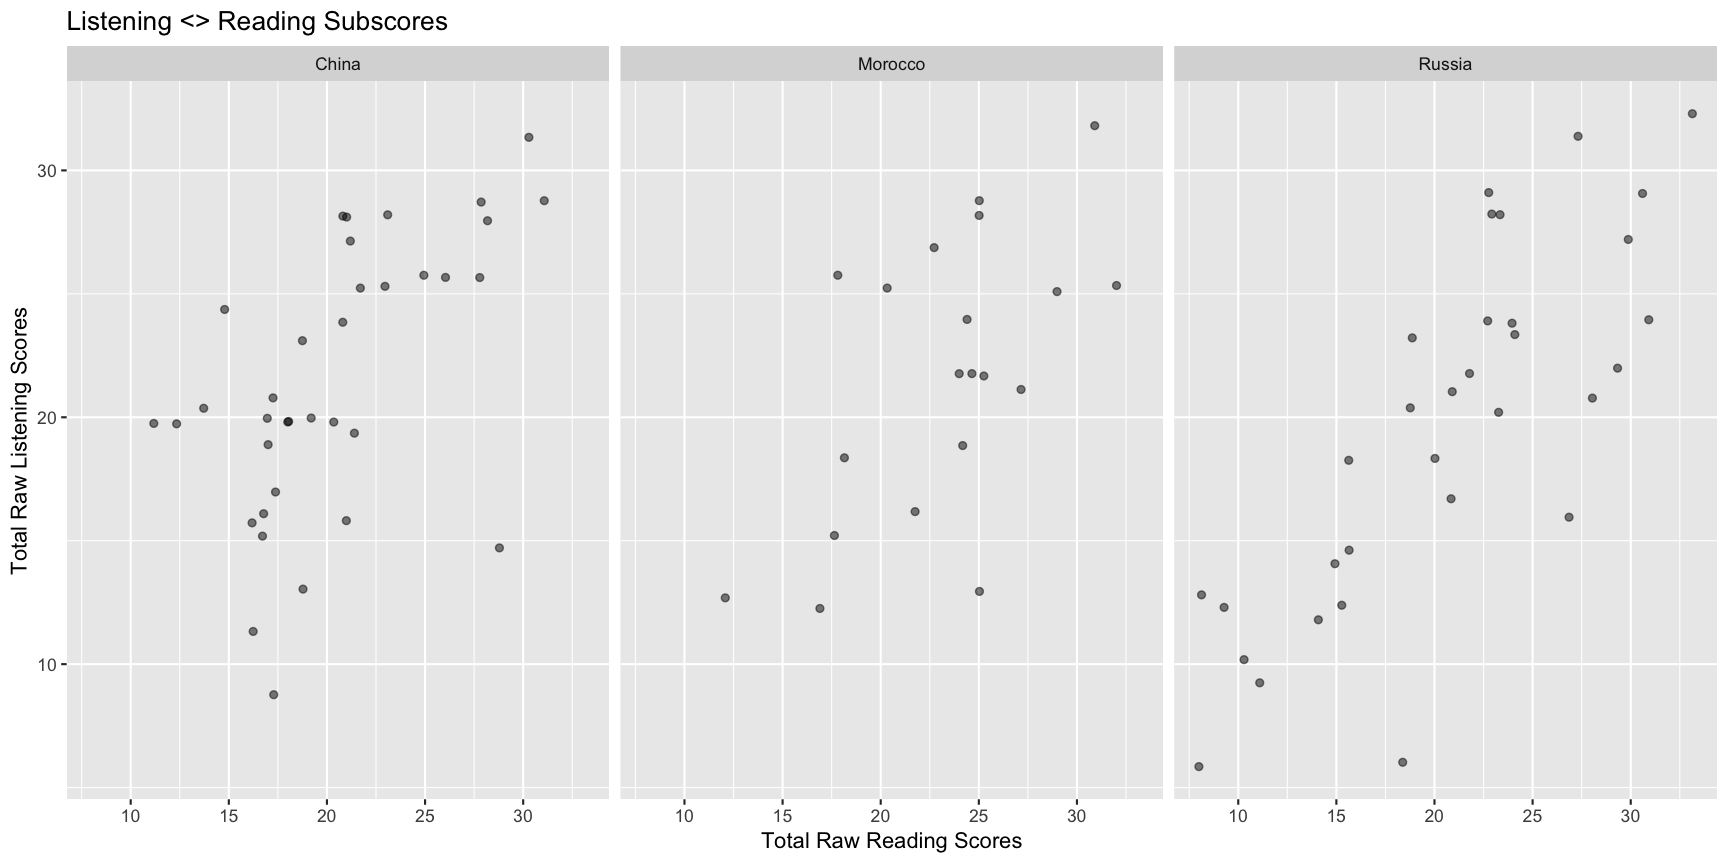 Listening <> Reading Subscores
China
Morocco
Russia
Total Raw Listening Scores
30
20
10
10 15 20 25 30
10 15 20 25 30
10 15 20 25 30
Total Raw Reading Scores